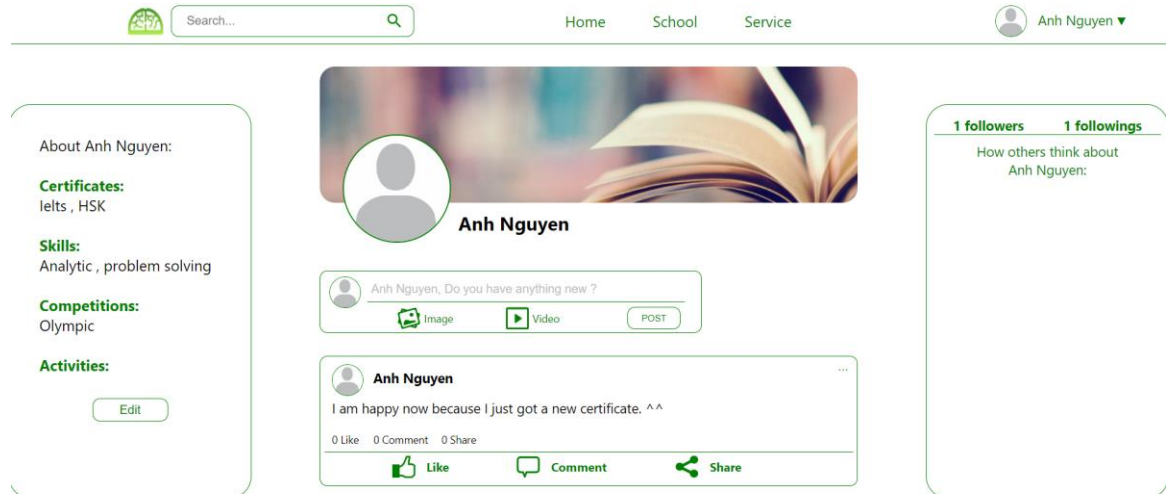 Search...
Home School Service
Anh Nguyen ▼
About Anh Nguyen:
Certificates:
Ielts , HSK
Skills:
Analytic , problem solving
Competitions:
Olympic
Activities:
Edit
Anh Nguyen
Anh Nguyen, Do you have anything new ?
Image Video POST
Anh Nguyen
...
I am happy now because I just got a new certificate. ^^
0 Like 0 Comment 0 Share
Like Comment Share
1 followers 1 followings
How others think about
Anh Nguyen: